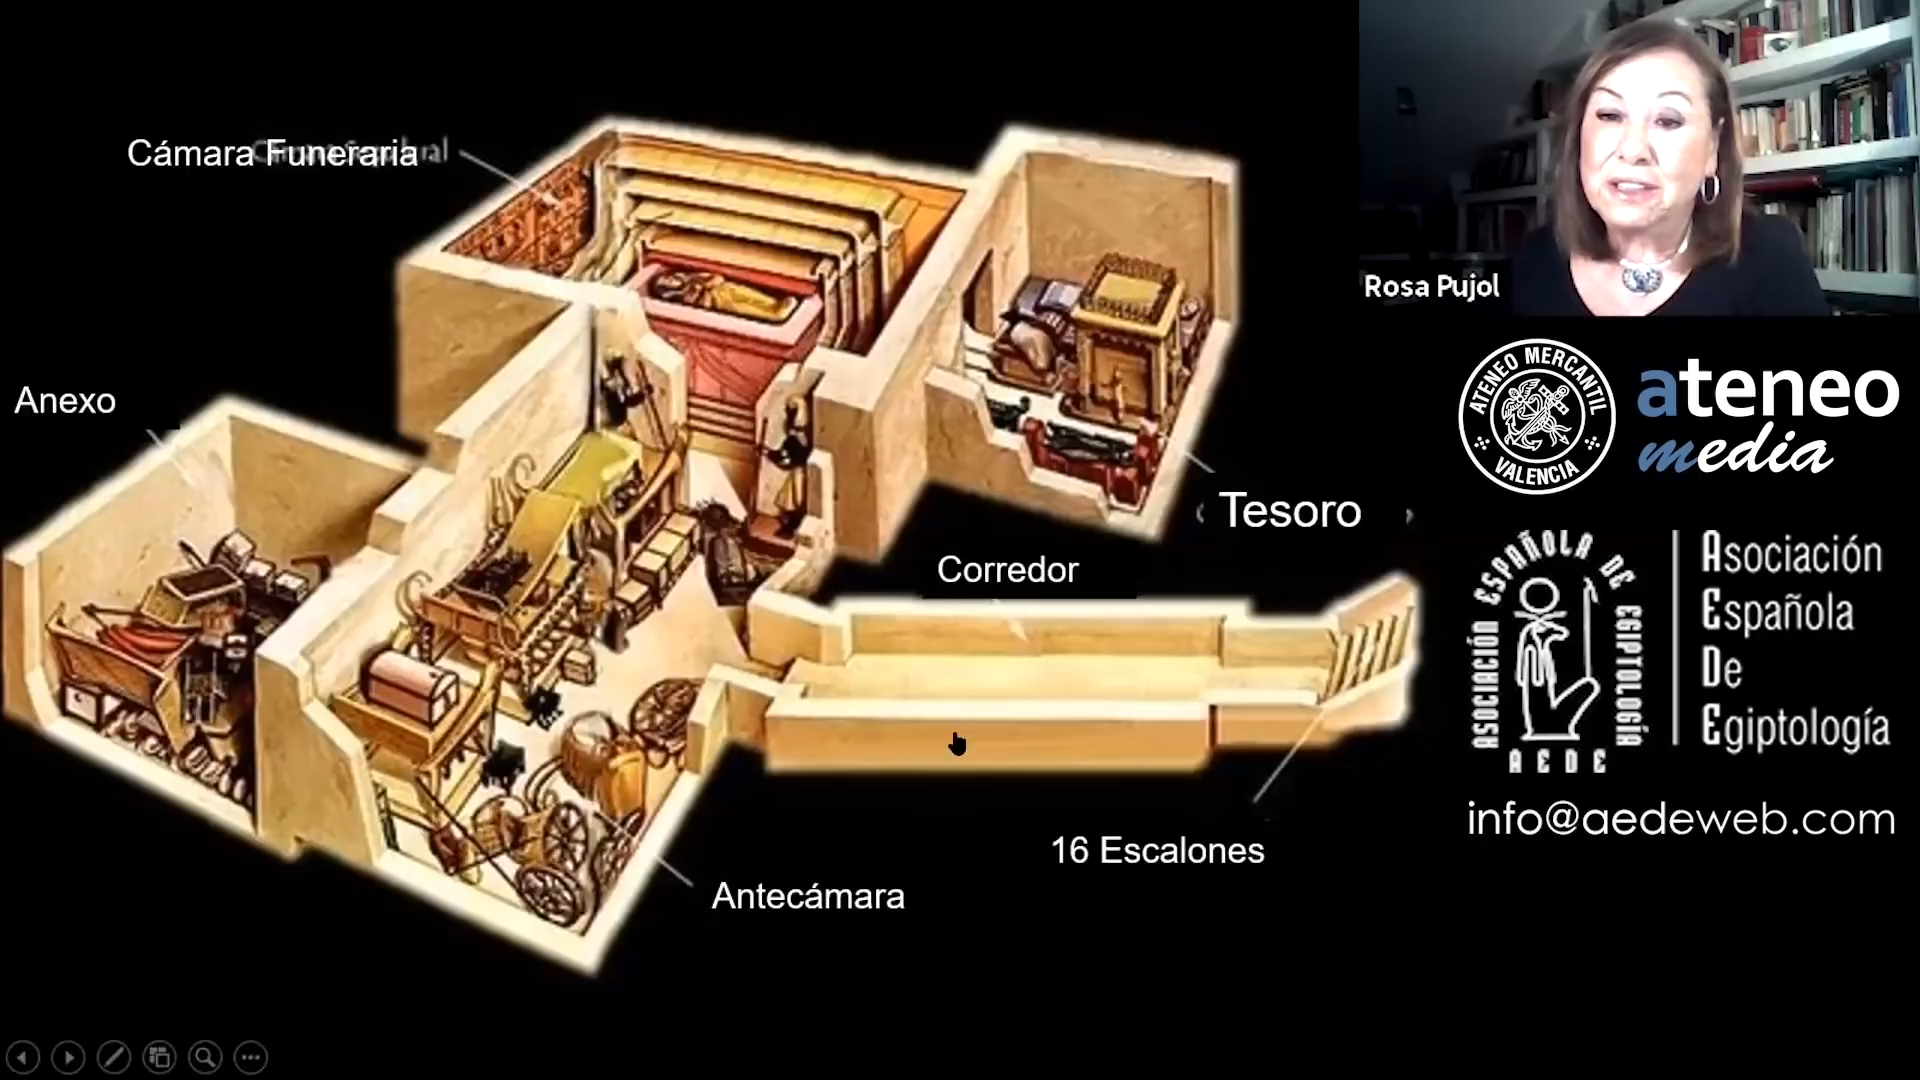 Cámara Funeraria
Anexo
Tesoro
Corredor
16 Escalones
Antecámara
Rosa Pujol
ATENEO MERCANTIL
VALENCIA
ateneo
media
ASOCIACIÓN ESPAÑOLA DE EGIPTOLOGÍA
AEDE
Asociación
Española
De
Egiptología
info@aedeweb.com